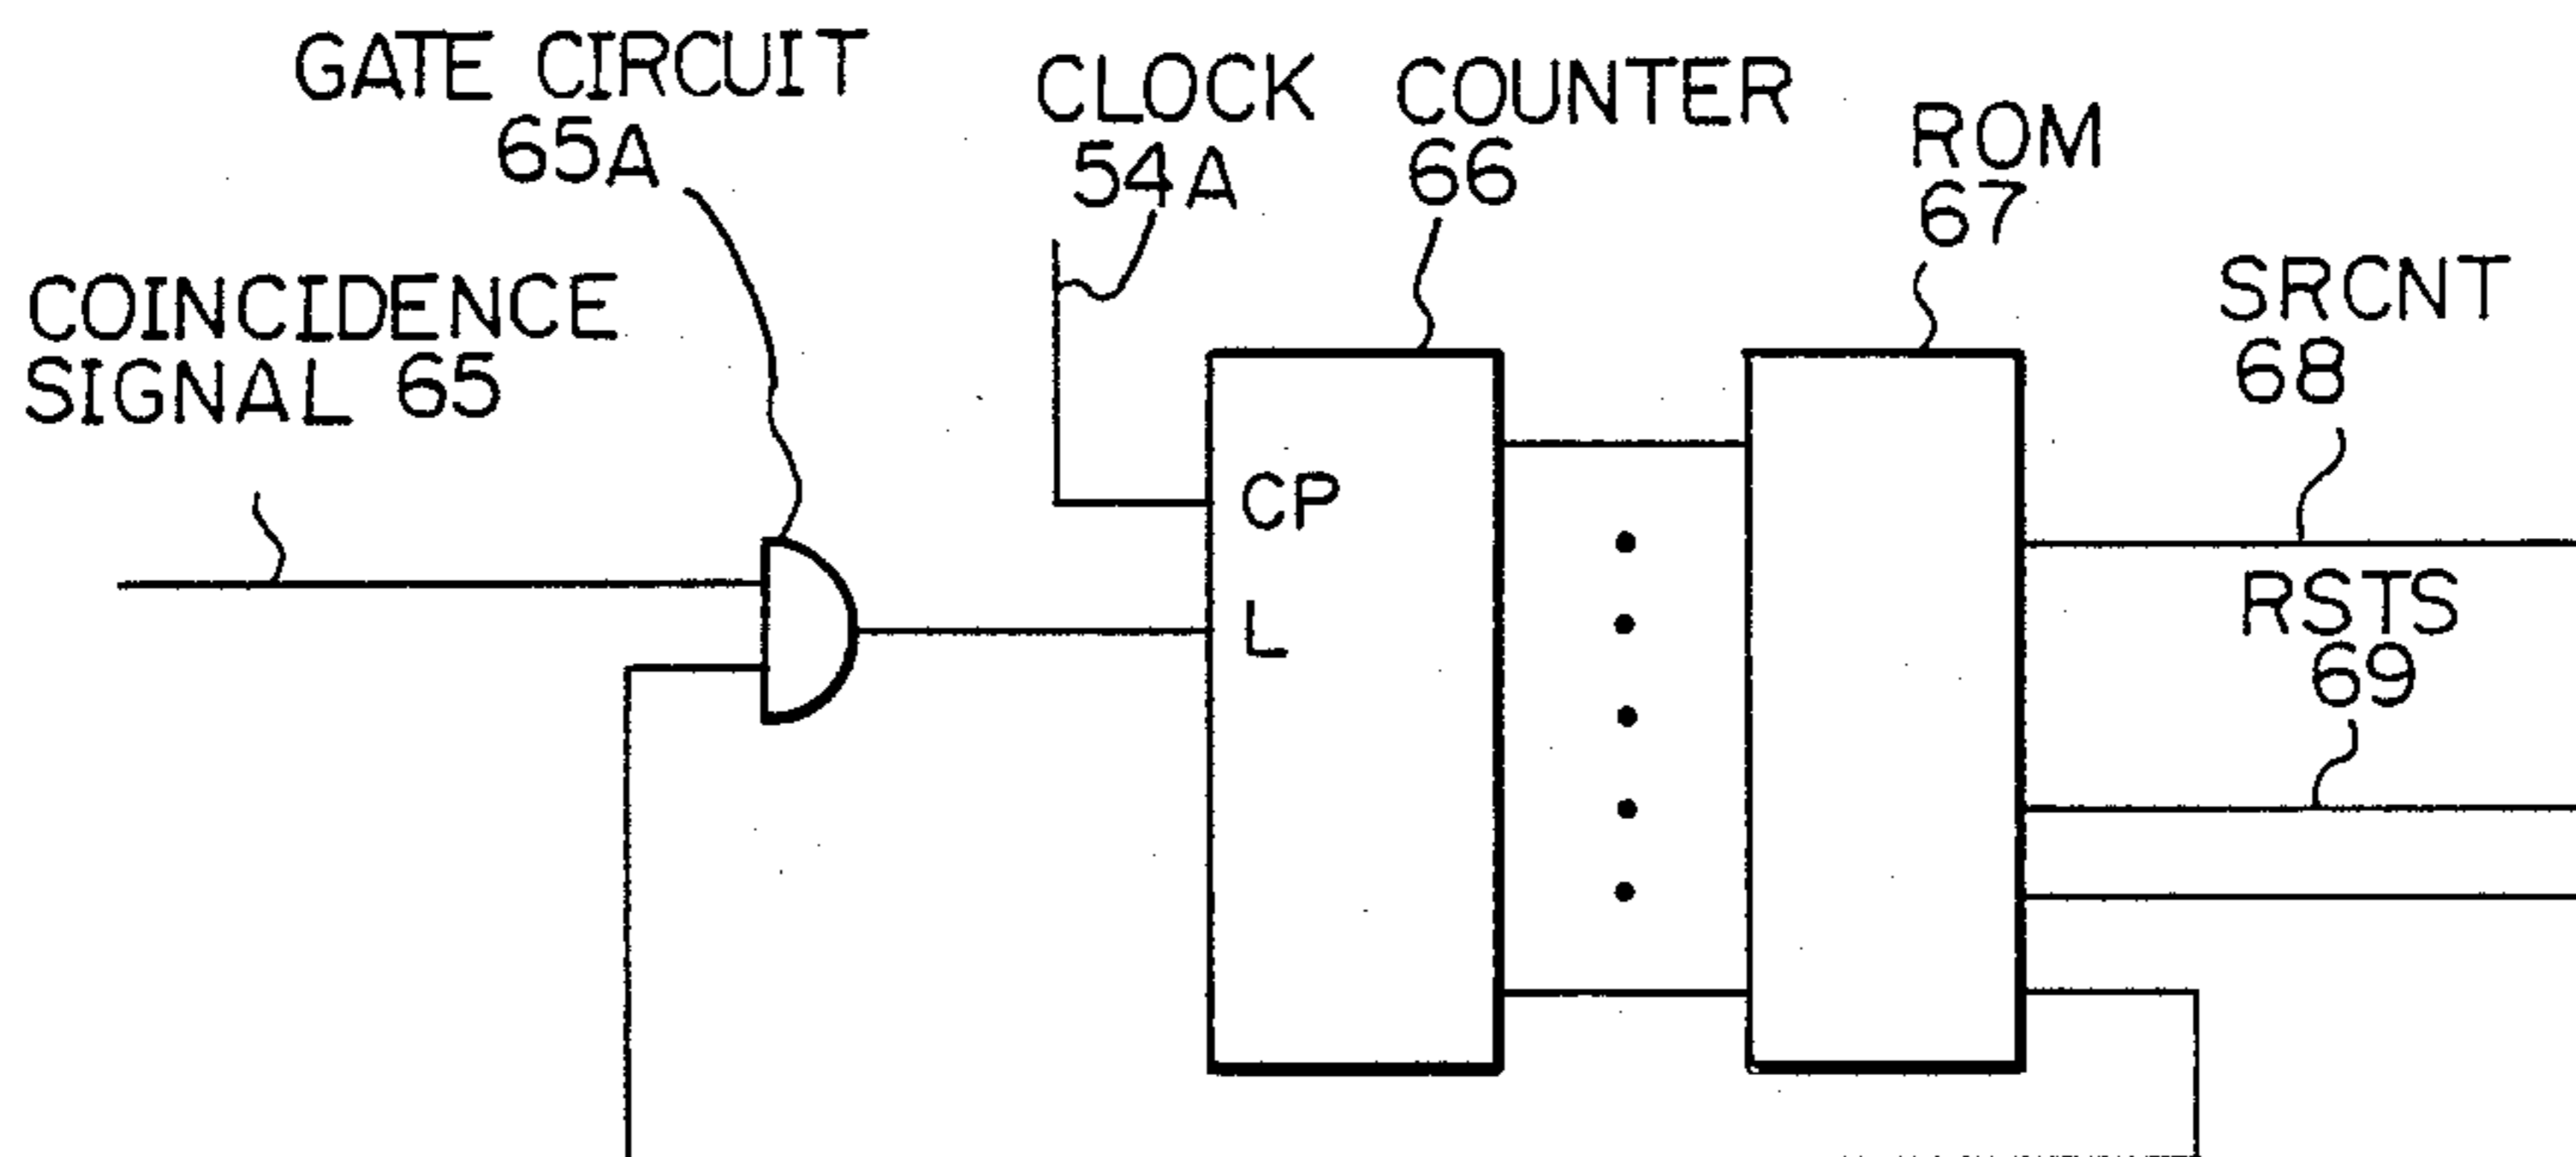 GATE CIRCUIT
65A
CLOCK
54A
COUNTER
66
ROM
67
COINCIDENCE
SIGNAL 65
SRCNT
68
CP
L
RSTS
69